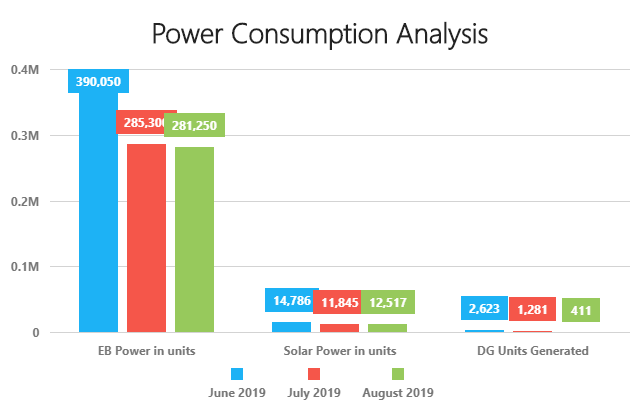 Power Consumption Analysis
0.4M
390,050
285,300
281,250
0.3M
0.2M
0.1M
14,786 11,845 12,517
2,623 1,281 411
0
EB Power in units Solar Power in units DG Units Generated
June 2019 July 2019 August 2019